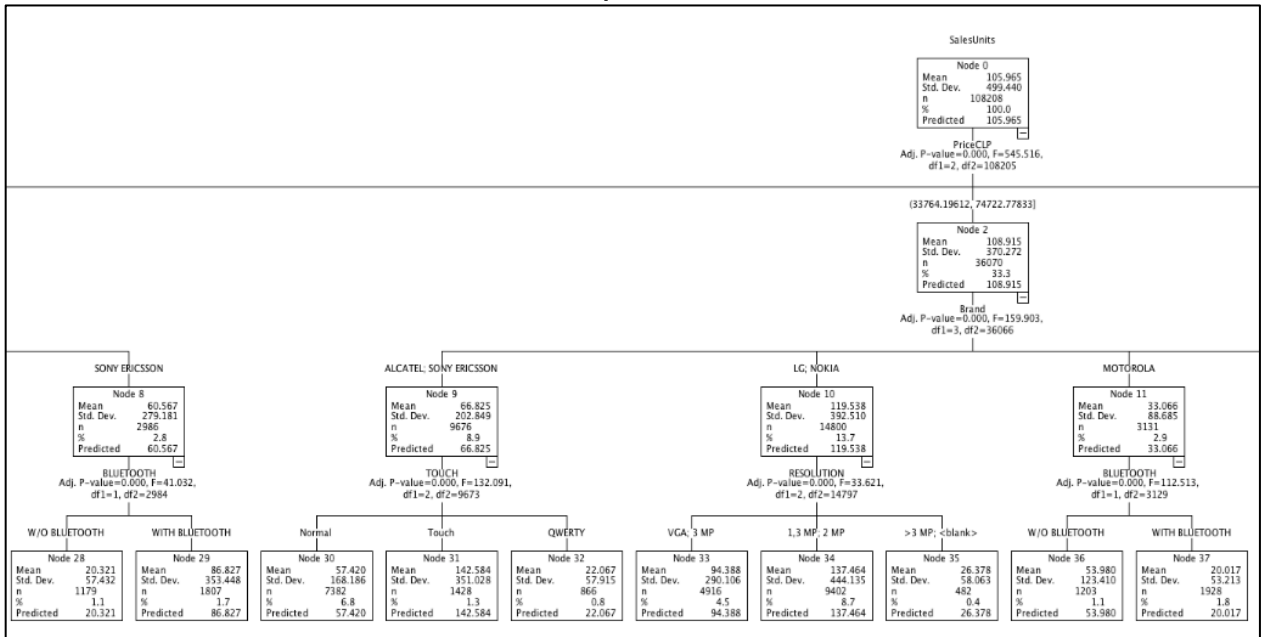 SalesUnits
Node 0
Mean 105.965
Std. Dev. 499.440
n 108208
% 100.0
Predicted 105.965
PriceCLP
Adj. P-value=0.000, F=545.516,
df1=2, df2=108205
(33764.19612, 74722.77833]
Node 2
Mean 108.915
Std. Dev. 370.272
n 36070
% 33.3
Predicted 108.915
Brand
Adj. P-value=0.000, F=159.903,
df1=3, df2=36066
SONY ERICSSON
Node 8
Mean 60.567
Std. Dev. 279.181
n 2986
% 2.8
Predicted 60.567
BLUETOOTH
Adj. P-value=0.000, F=41.032,
df1=1, df2=2984
ALCATEL; SONY ERICSSON
Node 9
Mean 66.825
Std. Dev. 202.849
n 9676
% 8.9
Predicted 66.825
TOUCH
Adj. P-value=0.000, F=132.091,
df1=2, df2=9673
LG; NOKIA
Node 10
Mean 119.538
Std. Dev. 392.510
n 14800
% 13.7
Predicted 119.538
RESOLUTION
Adj. P-value=0.000, F=33.621,
df1=2, df2=14797
MOTOROLA
Node 11
Mean 33.066
Std. Dev. 88.685
n 3131
% 2.9
Predicted 33.066
BLUETOOTH
Adj. P-value=0.000, F=112.513,
df1=1, df2=3129
W/O BLUETOOTH
Node 28
Mean 20.321
Std. Dev. 57.432
n 1179
% 1.1
Predicted 20.321
WITH BLUETOOTH
Node 29
Mean 86.827
Std. Dev. 353.448
n 1807
% 1.7
Predicted 86.827
Normal
Node 30
Mean 57.420
Std. Dev. 168.186
n 7382
% 6.8
Predicted 57.420
Touch
Node 31
Mean 142.584
Std. Dev. 351.028
n 1428
% 1.3
Predicted 142.584
QWERTY
Node 32
Mean 22.067
Std. Dev. 57.915
n 866
% 0.8
Predicted 22.067
VGA; 3 MP
Node 33
Mean 94.388
Std. Dev. 290.106
n 4916
% 4.5
Predicted 94.388
1,3 MP; 2 MP
Node 34
Mean 137.464
Std. Dev. 444.135
n 9402
% 8.7
Predicted 137.464
>3 MP; <blank>
Node 35
Mean 26.378
Std. Dev. 58.063
n 482
% 0.4
Predicted 26.378
W/O BLUETOOTH
Node 36
Mean 53.980
Std. Dev. 123.410
n 1203
% 1.1
Predicted 53.980
WITH BLUETOOTH
Node 37
Mean 20.017
Std. Dev. 53.213
n 1928
% 1.8
Predicted 20.017